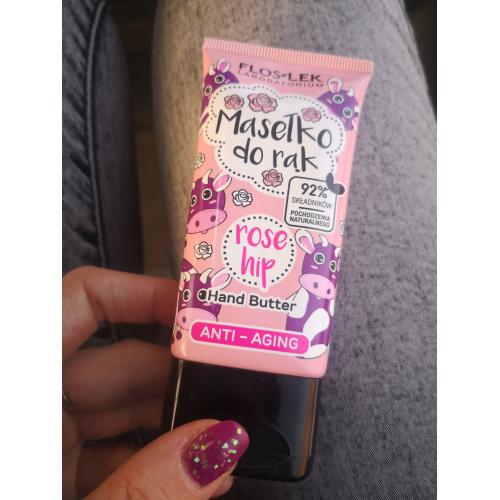 FLOS-LEK
LABORATORIUM
Masełko
do rąk
92%
SKŁADNIKÓW
POCHODZENIA
NATURALNEGO
rose
hip
Hand Butter
ANTI - AGING